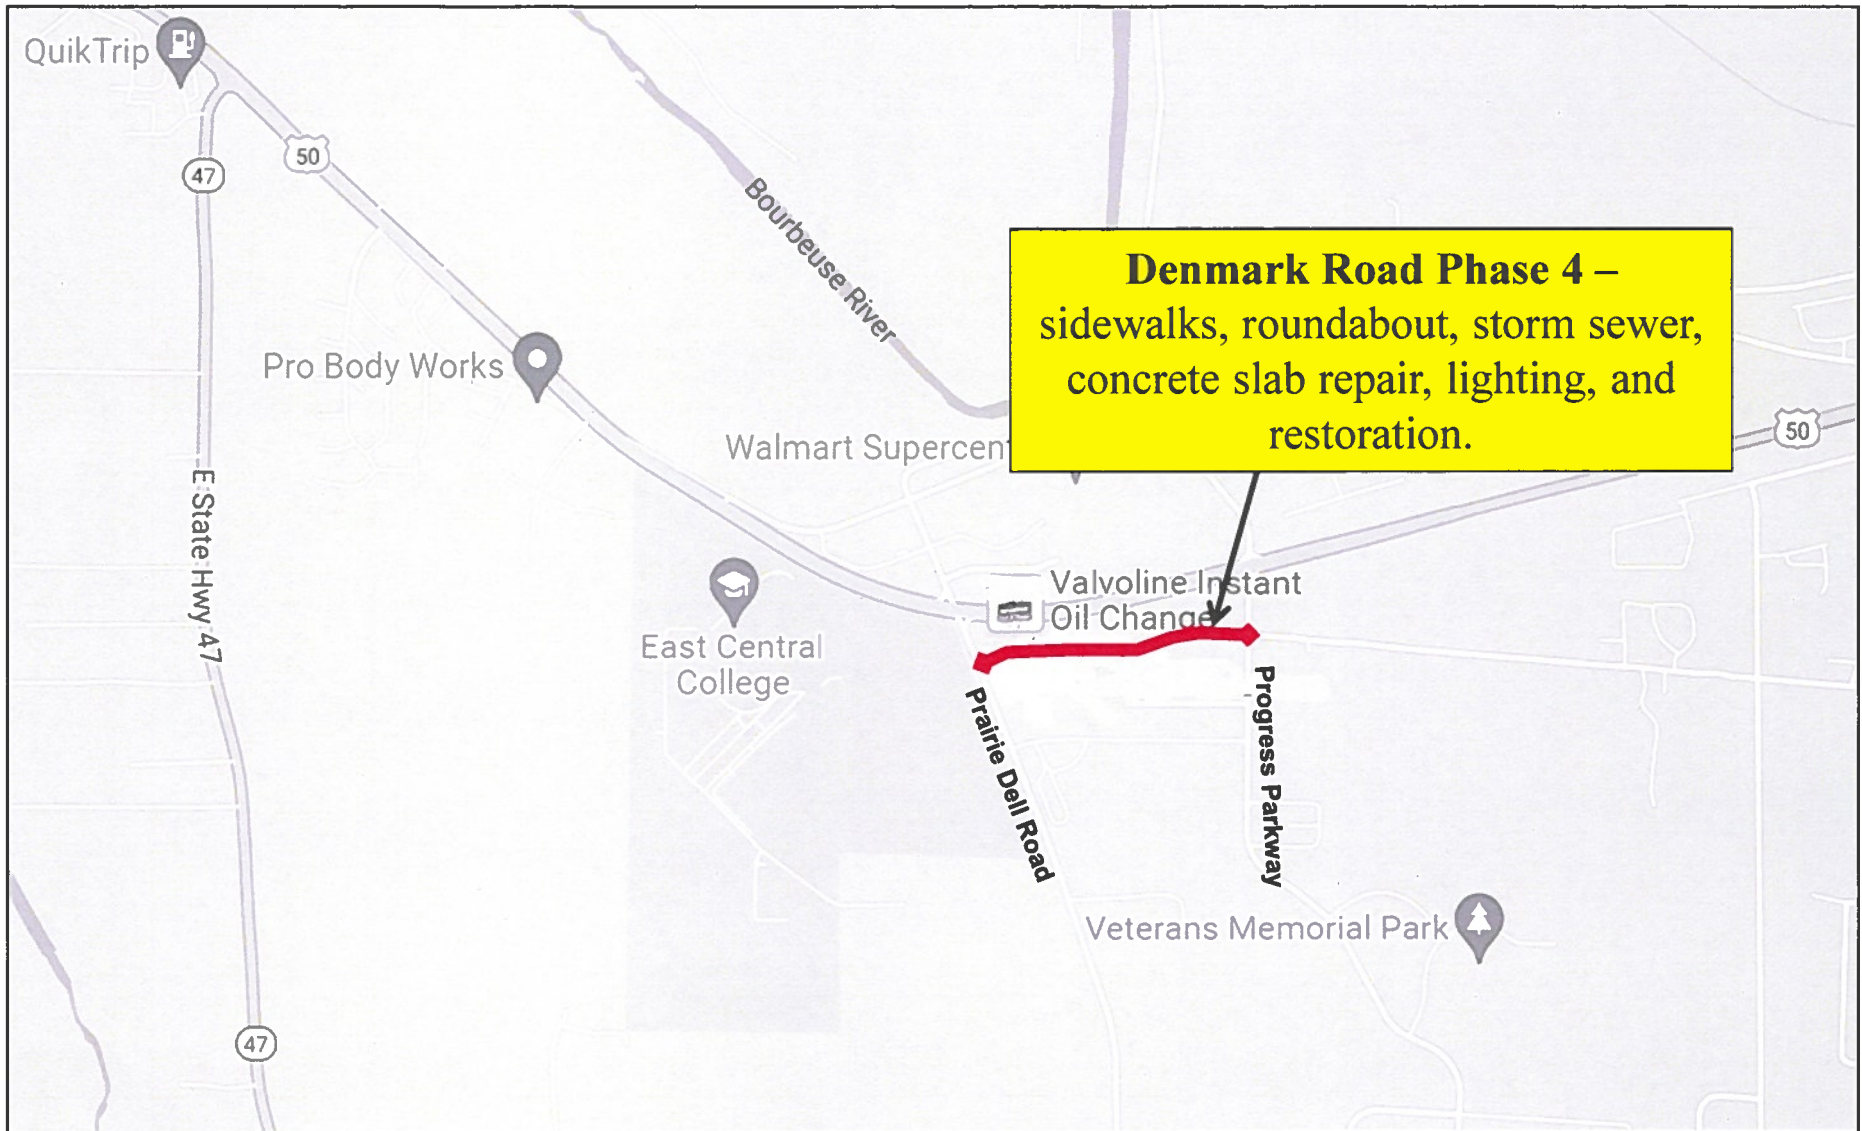 QuikTrip
50
47
Bourbeuse River
Denmark Road Phase 4 –
sidewalks, roundabout, storm sewer,
concrete slab repair, lighting, and
restoration.
Pro Body Works
50
Walmart Supercen
E State Hwy 47
Valvoline Instant
Oil Change
East Central
College
Prairie Dell Road
Progress Parkway
Veterans Memorial Park
47